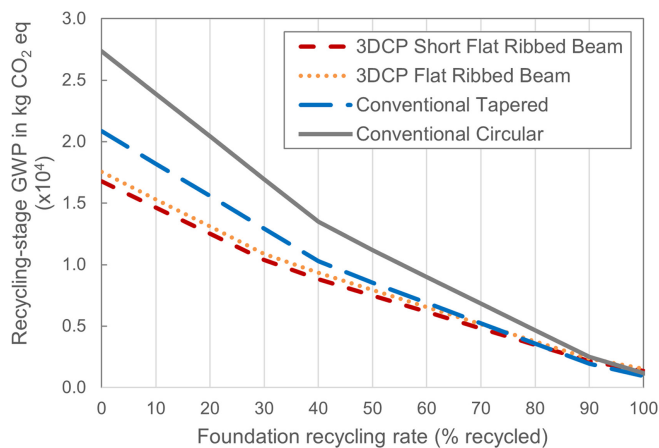 3.0
2.5
2.0
1.5
1.0
0.5
0.0
Recycling-stage GWP in kg CO2 eq
(x10⁴)
3DCP Short Flat Ribbed Beam
3DCP Flat Ribbed Beam
Conventional Tapered
Conventional Circular
0 10 20 30 40 50 60 70 80 90 100
Foundation recycling rate (% recycled)